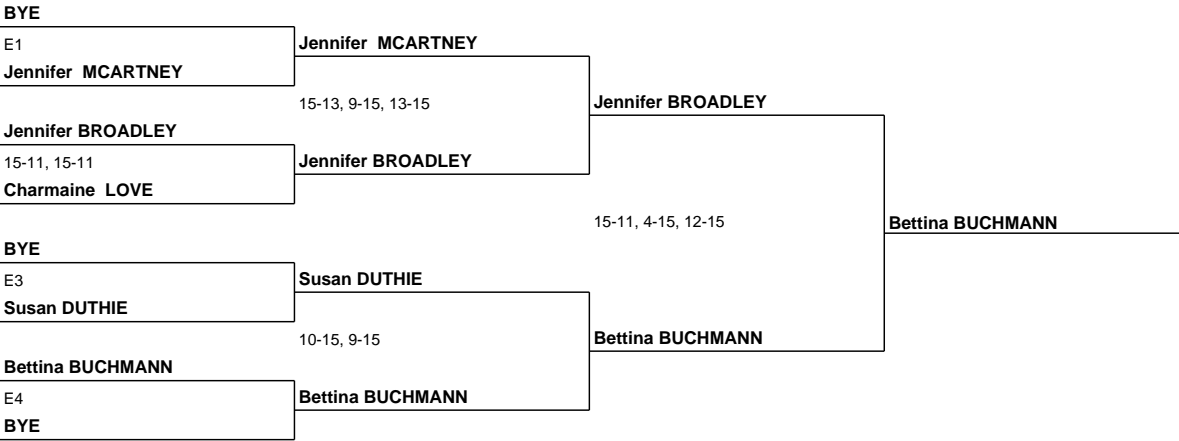 BYE
E1
Jennifer  MCARTNEY
Jennifer  MCARTNEY
15-13, 9-15, 13-15
Jennifer BROADLEY
Jennifer BROADLEY
15-11, 15-11
Jennifer BROADLEY
Charmaine  LOVE
15-11, 4-15, 12-15
Bettina BUCHMANN
BYE
E3
Susan DUTHIE
Susan DUTHIE
10-15, 9-15
Bettina BUCHMANN
Bettina BUCHMANN
E4
Bettina BUCHMANN
BYE